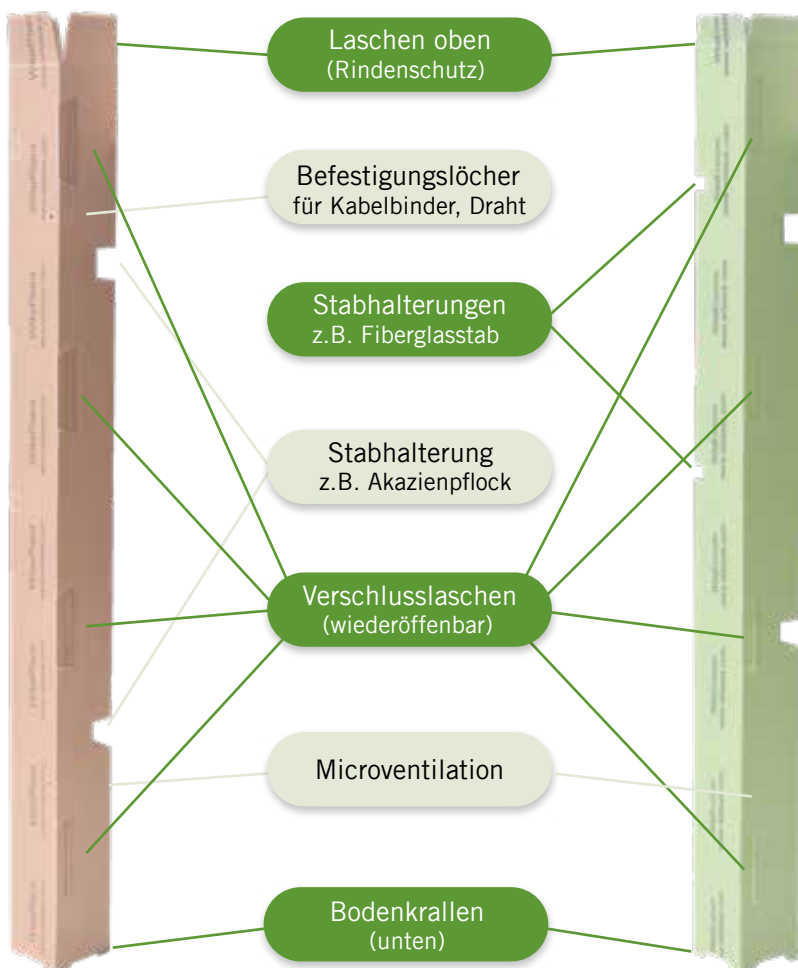 Laschen oben
(Rindenschutz)
Befestigungslöcher
für Kabelbinder, Draht
Stabhalterungen
z.B. Fiberglasstab
Stabhalterung
z.B. Akazienpflock
Verschlusslaschen
(wiederöffenbar)
Microventilation
Bodenkrallen
(unten)